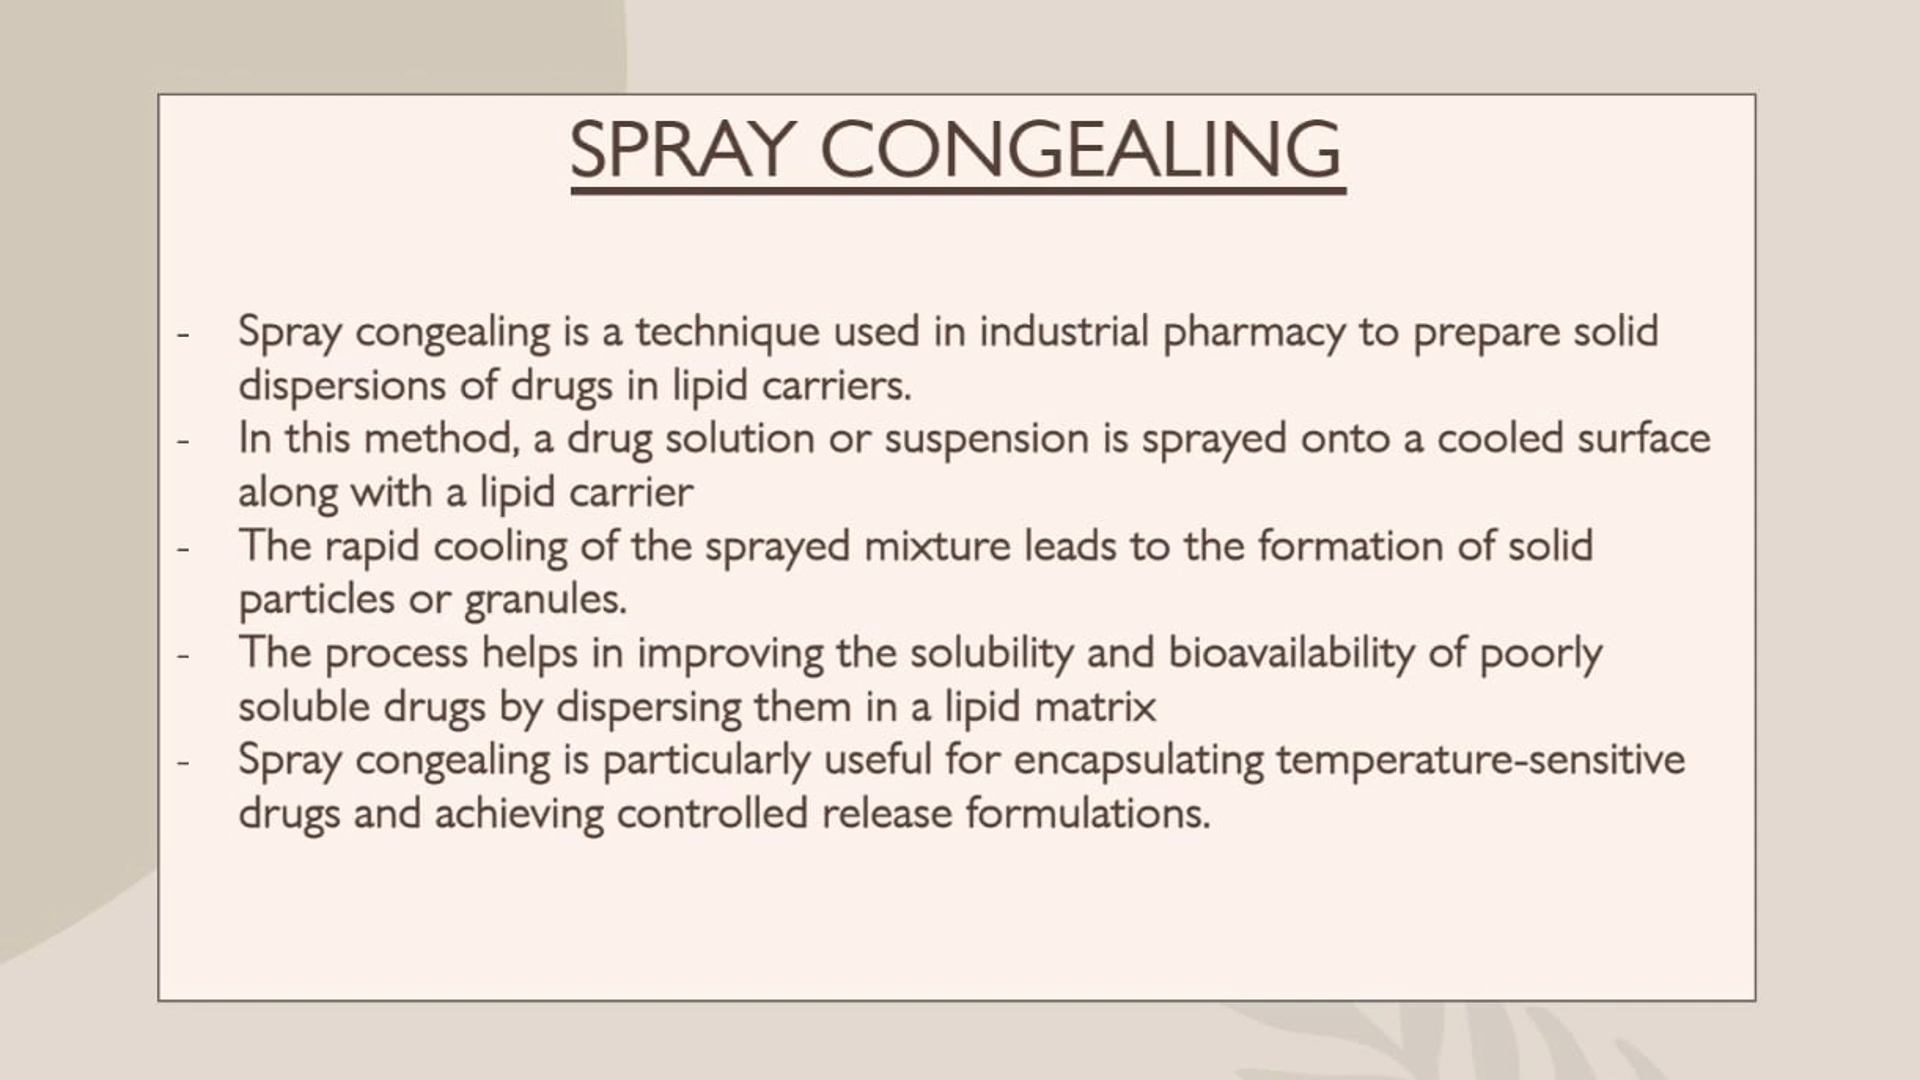 SPRAY CONGEALING
- Spray congealing is a technique used in industrial pharmacy to prepare solid
dispersions of drugs in lipid carriers.
- In this method, a drug solution or suspension is sprayed onto a cooled surface
along with a lipid carrier
- The rapid cooling of the sprayed mixture leads to the formation of solid
particles or granules.
- The process helps in improving the solubility and bioavailability of poorly
soluble drugs by dispersing them in a lipid matrix
- Spray congealing is particularly useful for encapsulating temperature-sensitive
drugs and achieving controlled release formulations.